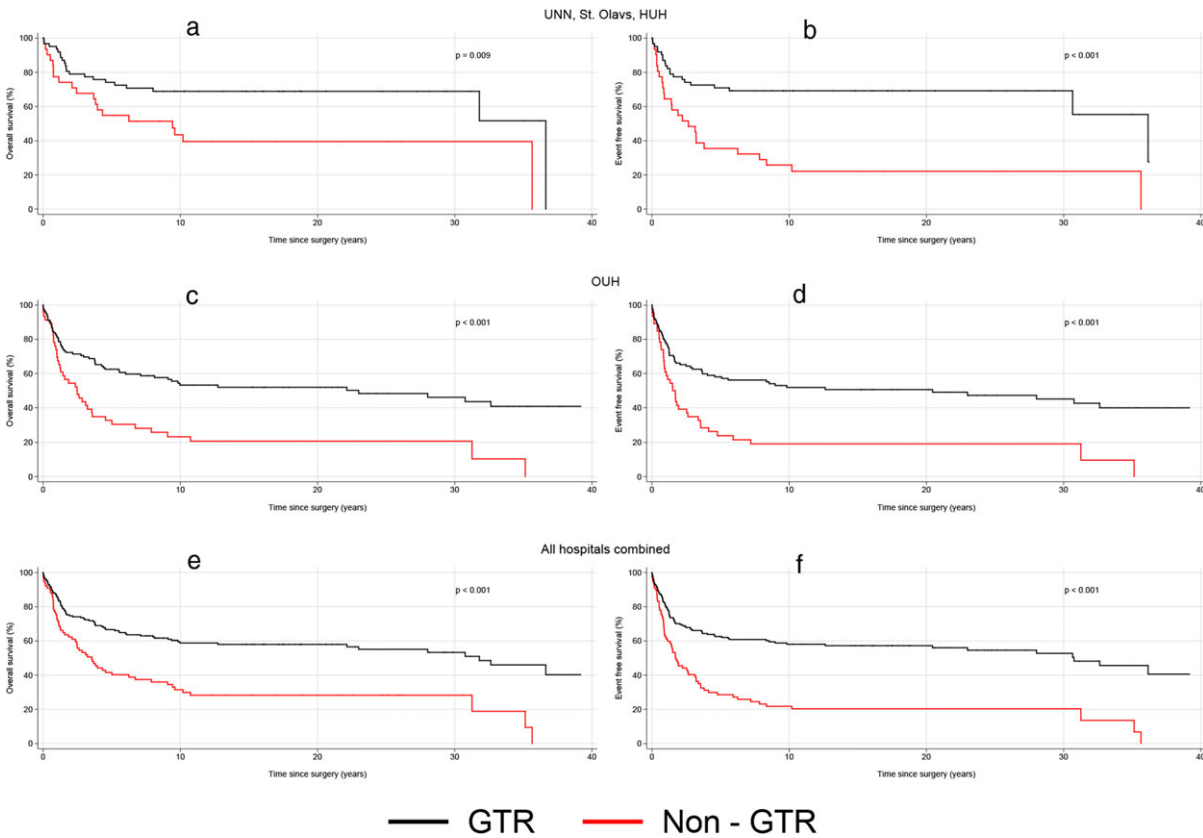 UNN, St. Olavs, HUH
a
p = 0.009
Overall survival (%)
100
80
60
40
20
0
0 10 20 30 40
Time since surgery (years)
b
p < 0.001
Event free survival (%)
100
80
60
40
20
0
0 10 20 30 40
Time since surgery (years)
OUH
c
p < 0.001
Overall survival (%)
100
80
60
40
20
0
0 10 20 30 40
Time since surgery (years)
d
p < 0.001
Event free survival (%)
100
80
60
40
20
0
0 10 20 30 40
Time since surgery (years)
All hospitals combined
e
p < 0.001
Overall survival (%)
100
80
60
40
20
0
0 10 20 30 40
Time since surgery (years)
f
p < 0.001
Event free survival (%)
100
80
60
40
20
0
0 10 20 30 40
Time since surgery (years)
GTR Non - GTR